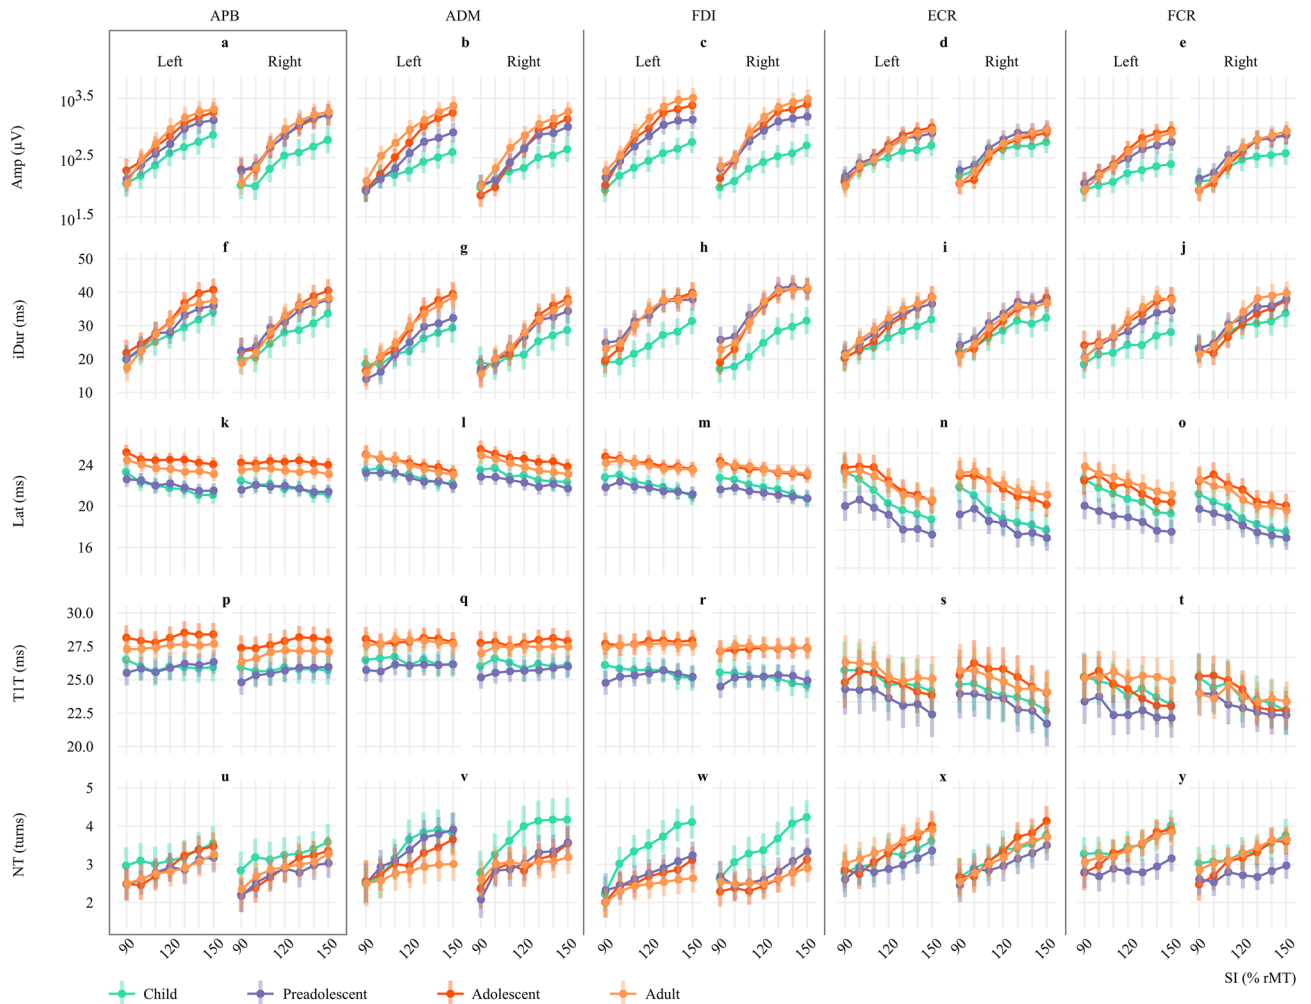 APB ADM FDI ECR FCR
a b c d e
Left Right Left Right Left Right Left Right Left Right
Amp (µV)
10^3.5
10^2.5
10^1.5
f g h i j
iDur (ms)
50
40
30
20
10
k l m n o
Lat (ms)
24
20
16
p q r s t
T1T (ms)
30.0
27.5
25.0
22.5
20.0
u v w x y
NT (turns)
5
4
3
2
90 120 150 90 120 150 90 120 150 90 120 150 90 120 150 90 120 150 90 120 150 90 120 150 90 120 150 90 120 150
SI (% rMT)
Child Preadolescent Adolescent Adult